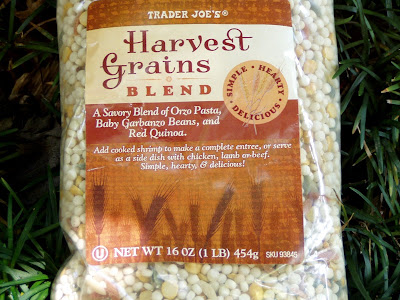 TRADER JOE'S®
Harvest
Grains
BLEND
SIMPLE • HEARTY • DELICIOUS •
A Savory Blend of Orzo Pasta,
Baby Garbanzo Beans, and
Red Quinoa.
Add cooked shrimp to make a complete entree, or serve
as a side dish with chicken, lamb or beef.
Simple, hearty, & delicious!
U
NET WT 16 OZ (1 LB) 454g
SKU 93845